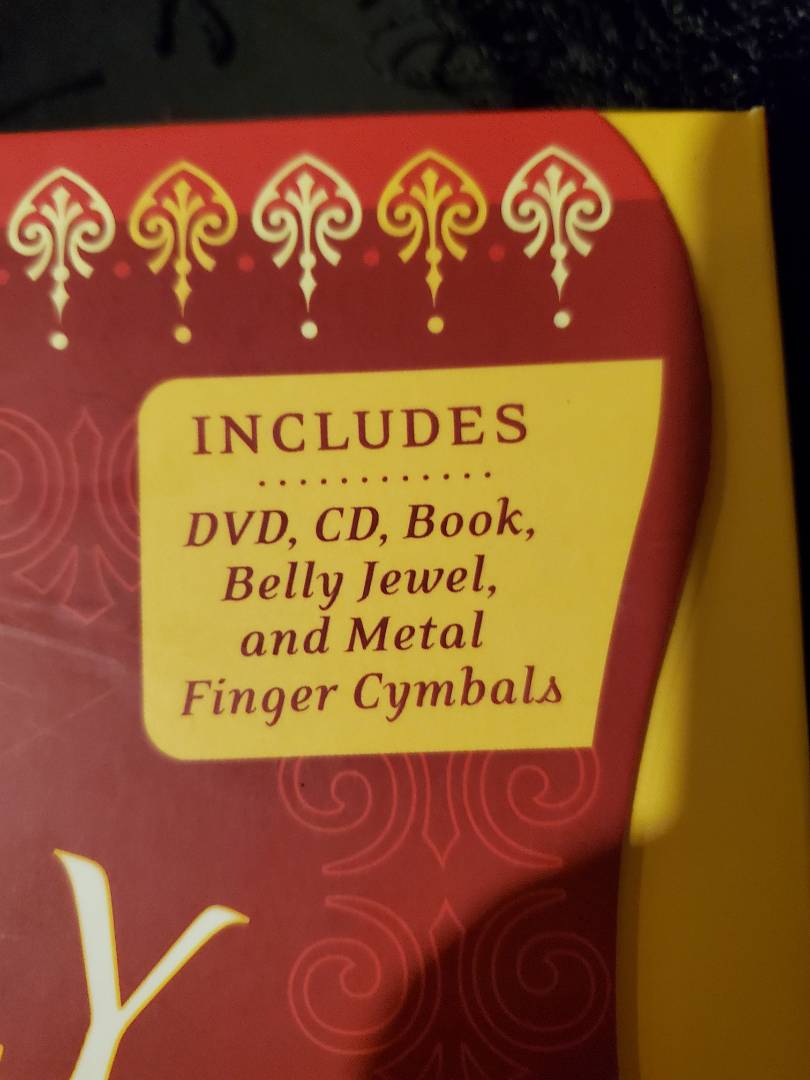 INCLUDES
DVD, CD, Book,
Belly Jewel,
and Metal
Finger Cymbals
Y